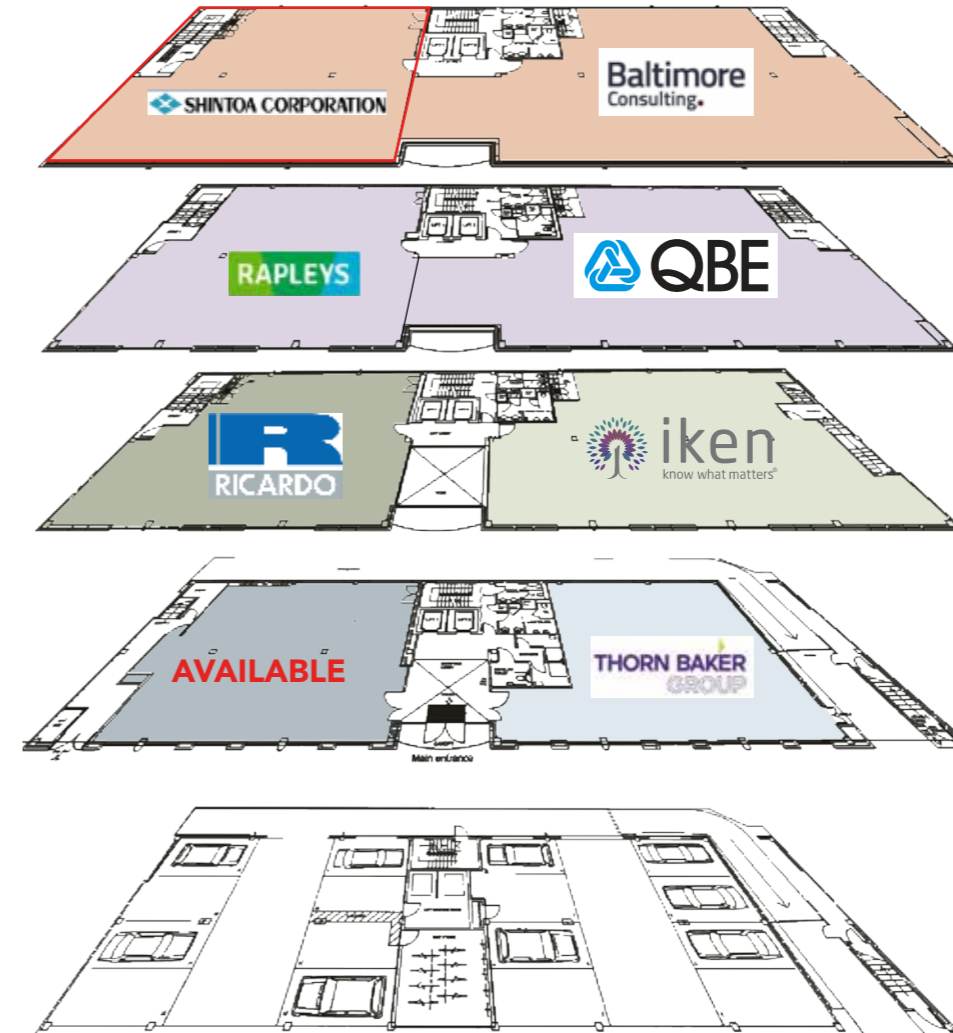 SHINTOA CORPORATION
Baltimore
Consulting.
RAPLEYS
QBE
R
RICARDO
iken
know what matters®
AVAILABLE
THORN BAKER
GROUP
Main entrance